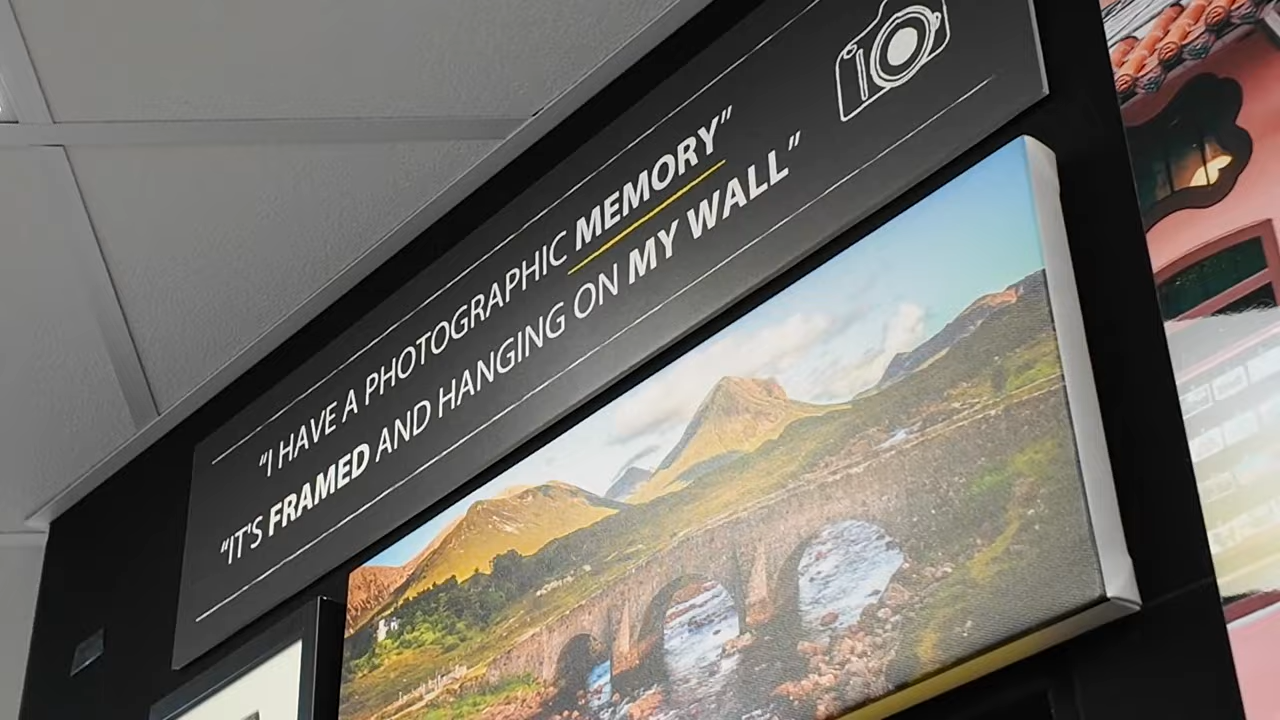 “I HAVE A PHOTOGRAPHIC MEMORY”
“IT'S FRAMED AND HANGING ON MY WALL”